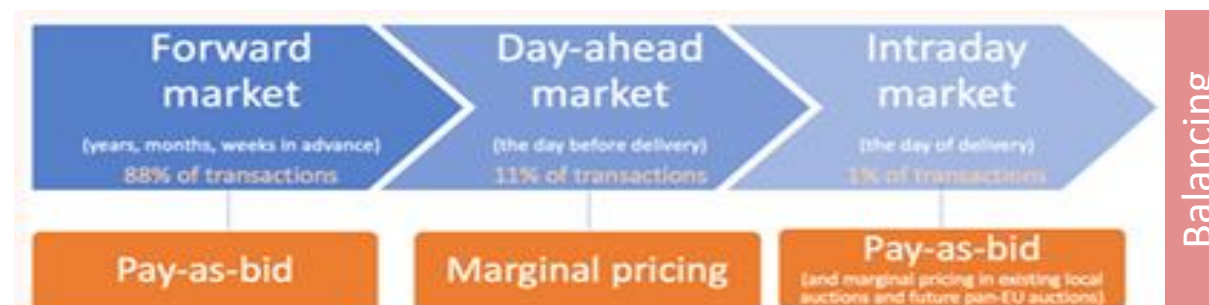 Forward
market
(years, months, weeks in advance)
88% of transactions
Day-ahead
market
(the day before delivery)
11% of transactions
Intraday
market
(the day of delivery)
1% of transactions
Balancing
Pay-as-bid
Marginal pricing
Pay-as-bid
(and marginal pricing in existing local
auctions and future pan-EU auctions)